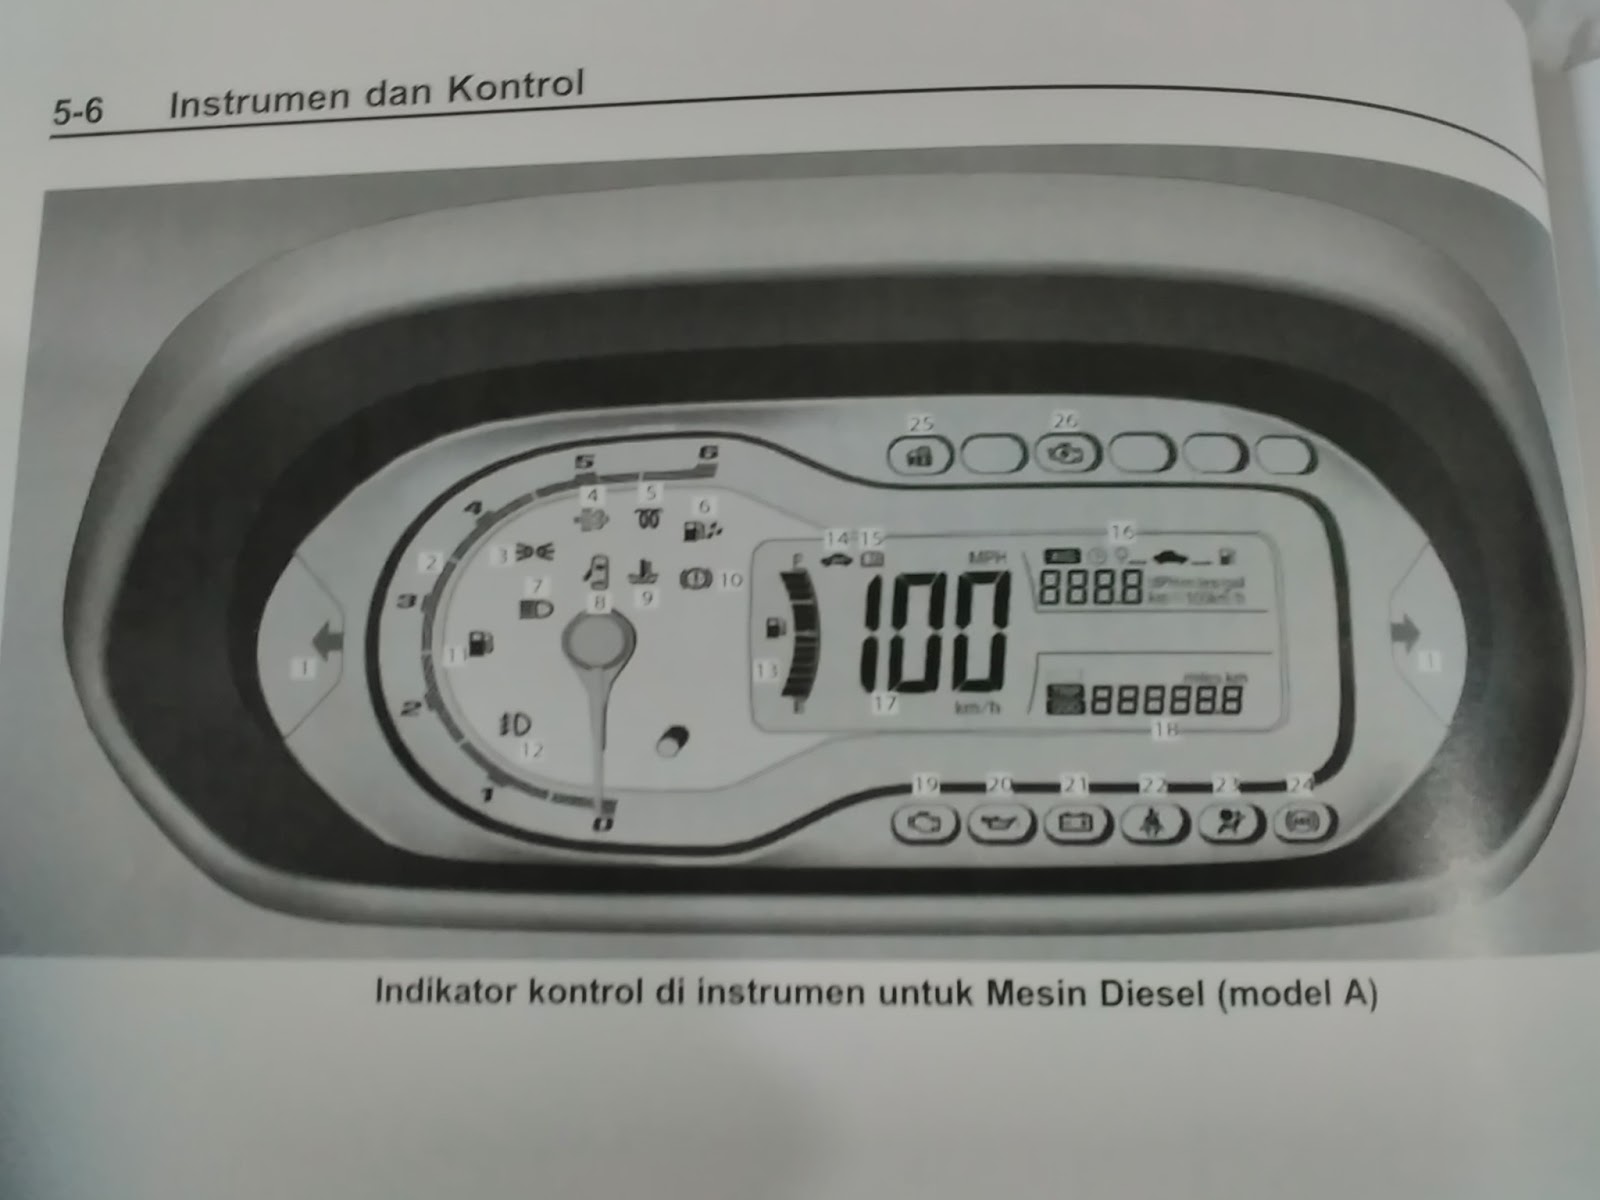 5-6 Instrumen dan Kontrol
25 26
6
5
4 5 6
4
14 15 16
3 2
F MPH
7 8 9 10
3
8888
11 1 1
13 100
2
888888
E 17 km/h
12 18
1
19 20 21 22 23 24
0
Indikator kontrol di instrumen untuk Mesin Diesel (model A)